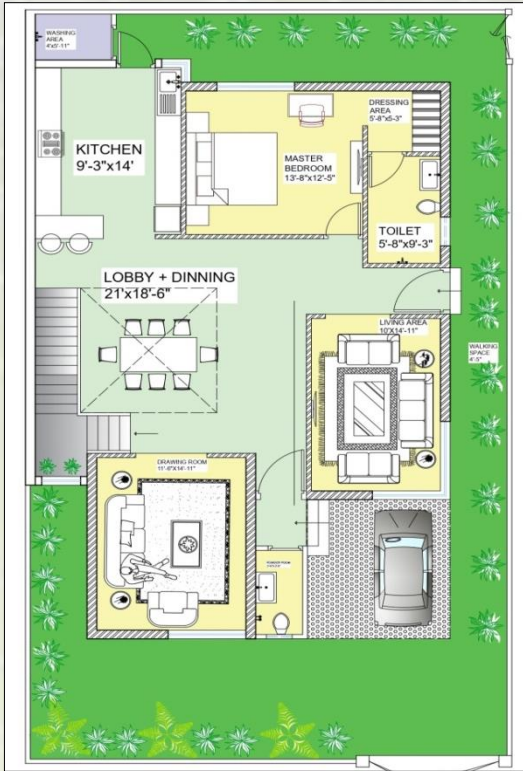 WASHING
AREA
4'x5'-11"
KITCHEN
9'-3"x14'
DRESSING
AREA
5'-8"x5-3"
MASTER
BEDROOM
13'-8"x12'-5"
TOILET
5'-8"x9'-3"
LOBBY + DINNING
21'x18'-6"
LIVING AREA
10'X14'-11"
WALKING
SPACE
4'-5"
DRAWING ROOM
11'-6"X14'-11"
POWDER ROOM